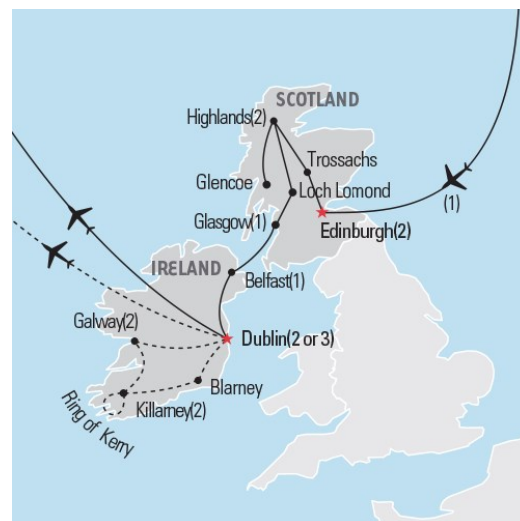 SCOTLAND
Highlands(2)
Trossachs
Glencoe
Loch Lomond
(1)
Glasgow(1)
Edinburgh(2)
IRELAND
Belfast(1)
Galway(2)
Dublin(2 or 3)
Blarney
Killarney(2)
Ring of Kerry